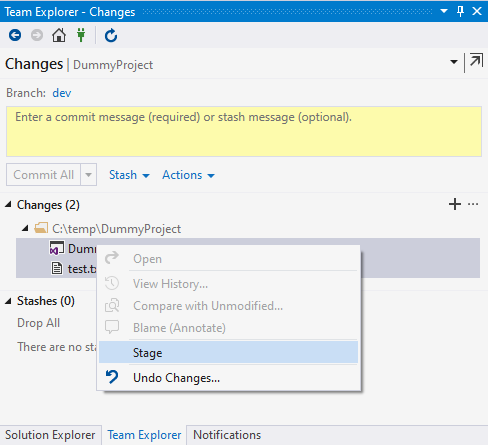 Team Explorer - Changes
Changes | DummyProject
Branch: dev
Enter a commit message (required) or stash message (optional).
Commit All Stash Actions
Changes (2)
C:\temp\DummyProject
Dumm
Open
test.tx
View History...
Stashes (0)
Compare with Unmodified...
Drop All
Blame (Annotate)
There are no sta
Stage
Undo Changes...
Solution Explorer Team Explorer Notifications